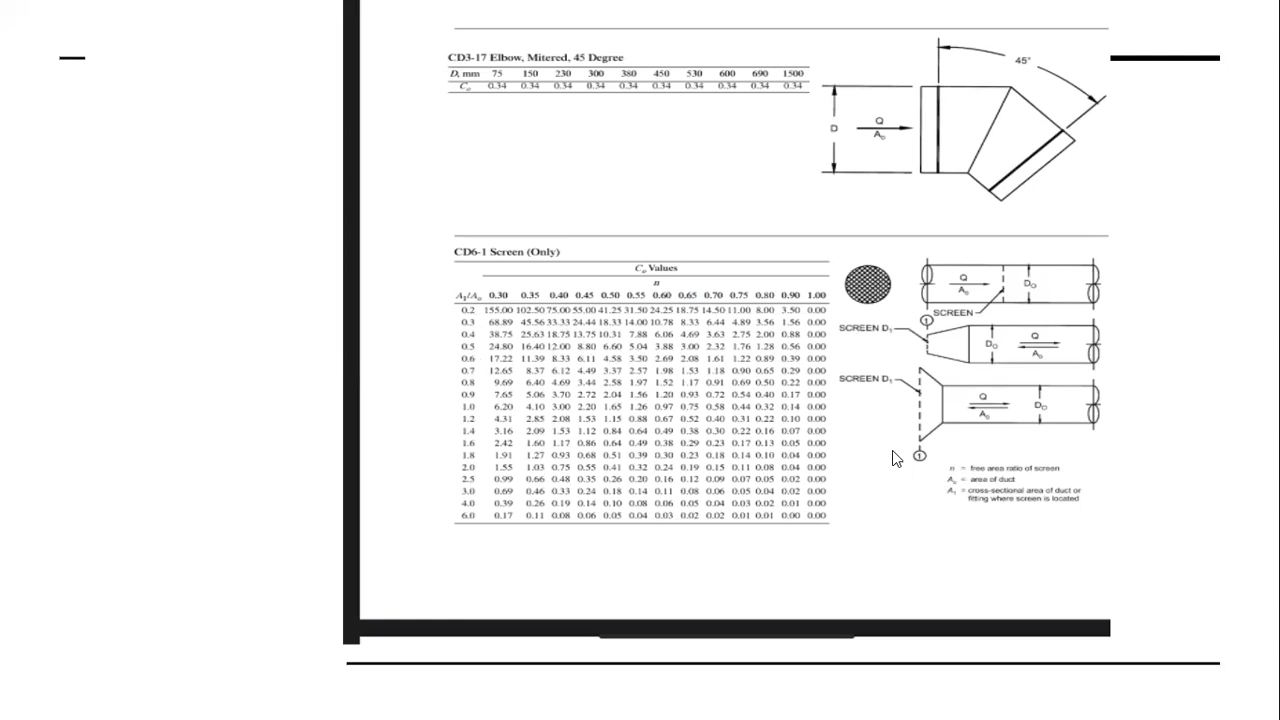 CD3-17 Elbow, Mitered, 45 Degree
D, mm 75 150 230 300 380 450 530 600 690 1500
Co 0.34 0.34 0.34 0.34 0.34 0.34 0.34 0.34 0.34 0.34
45°
D
Q
Ao
CD6-1 Screen (Only)
Co Values
n
A1/Ao 0.30 0.35 0.40 0.45 0.50 0.55 0.60 0.65 0.70 0.75 0.80 0.90 1.00
0.2 155.00 102.50 75.00 55.00 41.25 31.50 24.25 18.75 14.50 11.00 8.00 3.50 0.00
0.3 68.89 45.56 33.33 24.44 18.33 14.00 10.78 8.33 6.44 4.89 3.56 1.56 0.00
0.4 38.75 25.63 18.75 13.75 10.31 7.88 6.06 4.69 3.63 2.75 2.00 0.88 0.00
0.5 24.80 16.40 12.00 8.80 6.60 5.04 3.88 3.00 2.32 1.76 1.28 0.56 0.00
0.6 17.22 11.39 8.33 6.11 4.58 3.50 2.69 2.08 1.61 1.22 0.89 0.39 0.00
0.7 12.65 8.37 6.12 4.49 3.37 2.57 1.98 1.53 1.18 0.90 0.65 0.29 0.00
0.8 9.69 6.40 4.69 3.44 2.58 1.97 1.52 1.17 0.91 0.69 0.50 0.22 0.00
0.9 7.65 5.06 3.70 2.72 2.04 1.56 1.20 0.93 0.72 0.54 0.40 0.17 0.00
1.0 6.20 4.10 3.00 2.20 1.65 1.26 0.97 0.75 0.58 0.44 0.32 0.14 0.00
1.2 4.31 2.85 2.08 1.53 1.15 0.88 0.67 0.52 0.40 0.31 0.22 0.10 0.00
1.4 3.16 2.09 1.53 1.12 0.84 0.64 0.49 0.38 0.30 0.22 0.16 0.07 0.00
1.6 2.42 1.60 1.17 0.86 0.64 0.49 0.38 0.29 0.23 0.17 0.13 0.05 0.00
1.8 1.91 1.27 0.93 0.68 0.51 0.39 0.30 0.23 0.18 0.14 0.10 0.04 0.00
2.0 1.55 1.03 0.75 0.55 0.41 0.32 0.24 0.19 0.15 0.11 0.08 0.04 0.00
2.5 0.99 0.66 0.48 0.35 0.26 0.20 0.16 0.12 0.09 0.07 0.05 0.02 0.00
3.0 0.69 0.46 0.33 0.24 0.18 0.14 0.11 0.08 0.06 0.05 0.04 0.02 0.00
4.0 0.39 0.26 0.19 0.14 0.10 0.08 0.06 0.05 0.04 0.03 0.02 0.01 0.00
6.0 0.17 0.11 0.08 0.06 0.05 0.04 0.03 0.02 0.02 0.01 0.01 0.00 0.00
Q
Ao
Do
SCREEN
1
SCREEN D1
Do
Q
Ao
SCREEN D1
Q
Ao
Do
1
n = free area ratio of screen
Ao = area of duct
A1 = cross-sectional area of duct or
fitting where screen is located